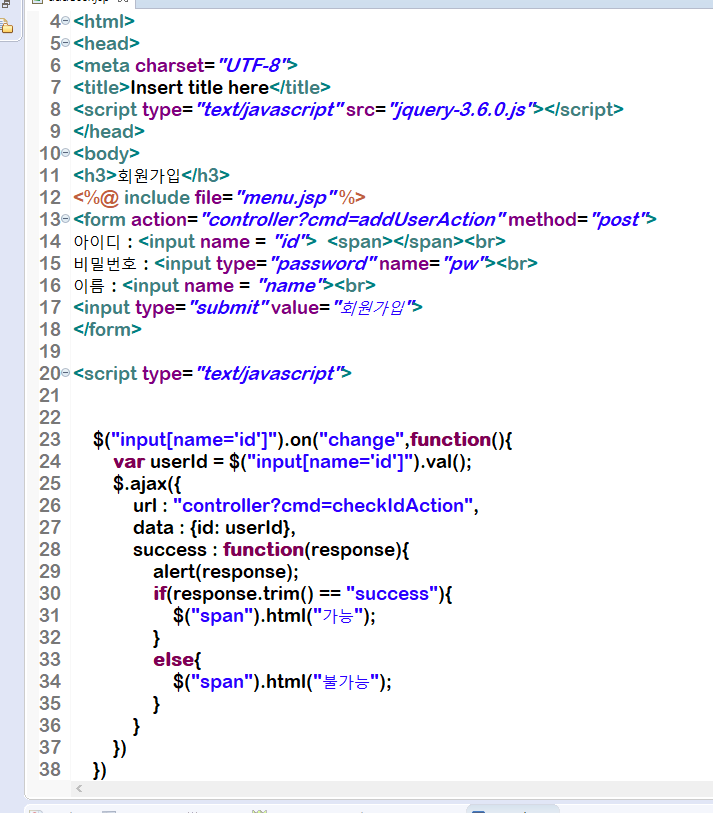 4 <html>
5 <head>
6 <meta charset="UTF-8">
7 <title>Insert title here</title>
8 <script type="text/javascript" src="jquery-3.6.0.js"></script>
9 </head>
10 <body>
11 <h3>회원가입</h3>
12 <%@ include file="menu.jsp" %>
13 <form action="controller?cmd=addUserAction" method="post">
14 아이디 : <input name = "id"> <span></span><br>
15 비밀번호 : <input type="password" name="pw"><br>
16 이름 : <input name = "name"><br>
17 <input type="submit" value="회원가입">
18 </form>
19
20 <script type="text/javascript">
21
22
23 $("input[name='id']").on("change",function(){
24 var userId = $("input[name='id']").val();
25 $.ajax({
26 url : "controller?cmd=checkIdAction",
27 data : {id: userId},
28 success : function(response){
29 alert(response);
30 if(response.trim() == "success"){
31 $("span").html("가능");
32 }
33 else{
34 $("span").html("불가능");
35 }
36 }
37 })
38 })